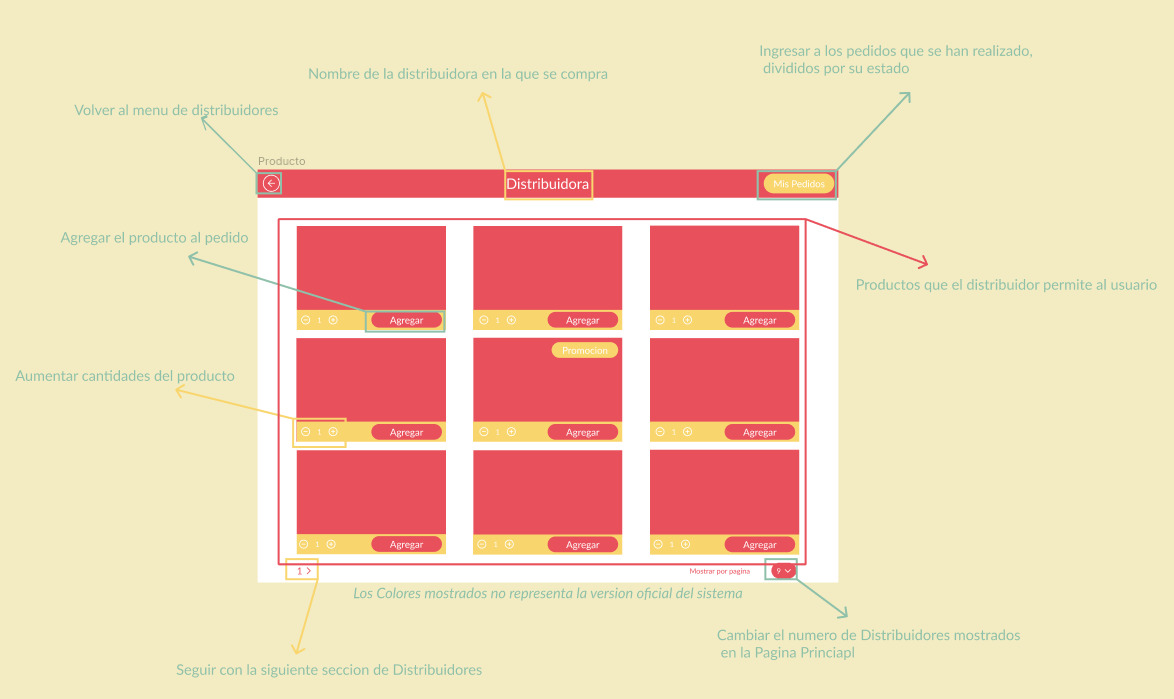 Ingresar a los pedidos que se han realizado,
divididos por su estado
Nombre de la distribuidora en la que se compra
Volver al menu de distribuidores
Producto
Distribuidora
Mis Pedidos
Agregar el producto al pedido
Productos que el distribuidor permite al usuario
1 Agregar
1 Agregar
1 Agregar
Promocion
Aumentar cantidades del producto
1 Agregar
1 Agregar
1 Agregar
1 Agregar
1 Agregar
1 Agregar
1 >
Mostrar por pagina
9
Los Colores mostrados no representa la version oficial del sistema
Cambiar el numero de Distribuidores mostrados
en la Pagina Princiapl
Seguir con la siguiente seccion de Distribuidores